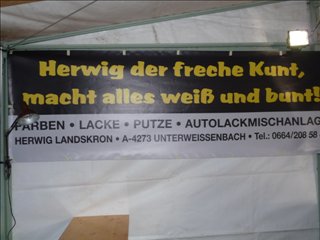 Herwig der freche Kunt,
macht alles weiß und bunt!
FARBEN • LACKE • PUTZE • AUTOLACKMISCHANLAG
HERWIG LANDSKRON • A-4273 UNTERWEISSENBACH • Tel.: 0664/208 58